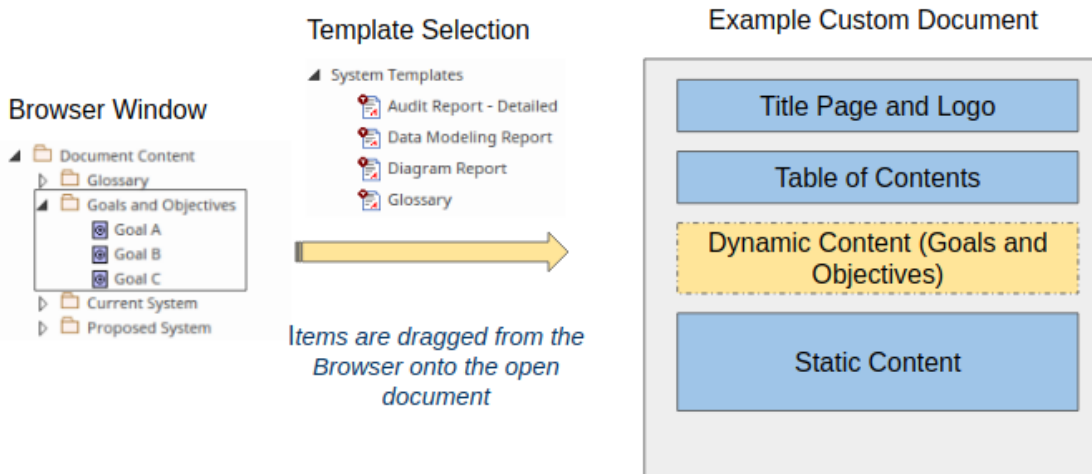 Browser Window
Document Content
Glossary
Goals and Objectives
Goal A
Goal B
Goal C
Current System
Proposed System
Template Selection
System Templates
Audit Report - Detailed
Data Modeling Report
Diagram Report
Glossary
Items are dragged from the
Browser onto the open
document
Example Custom Document
Title Page and Logo
Table of Contents
Dynamic Content (Goals and
Objectives)
Static Content